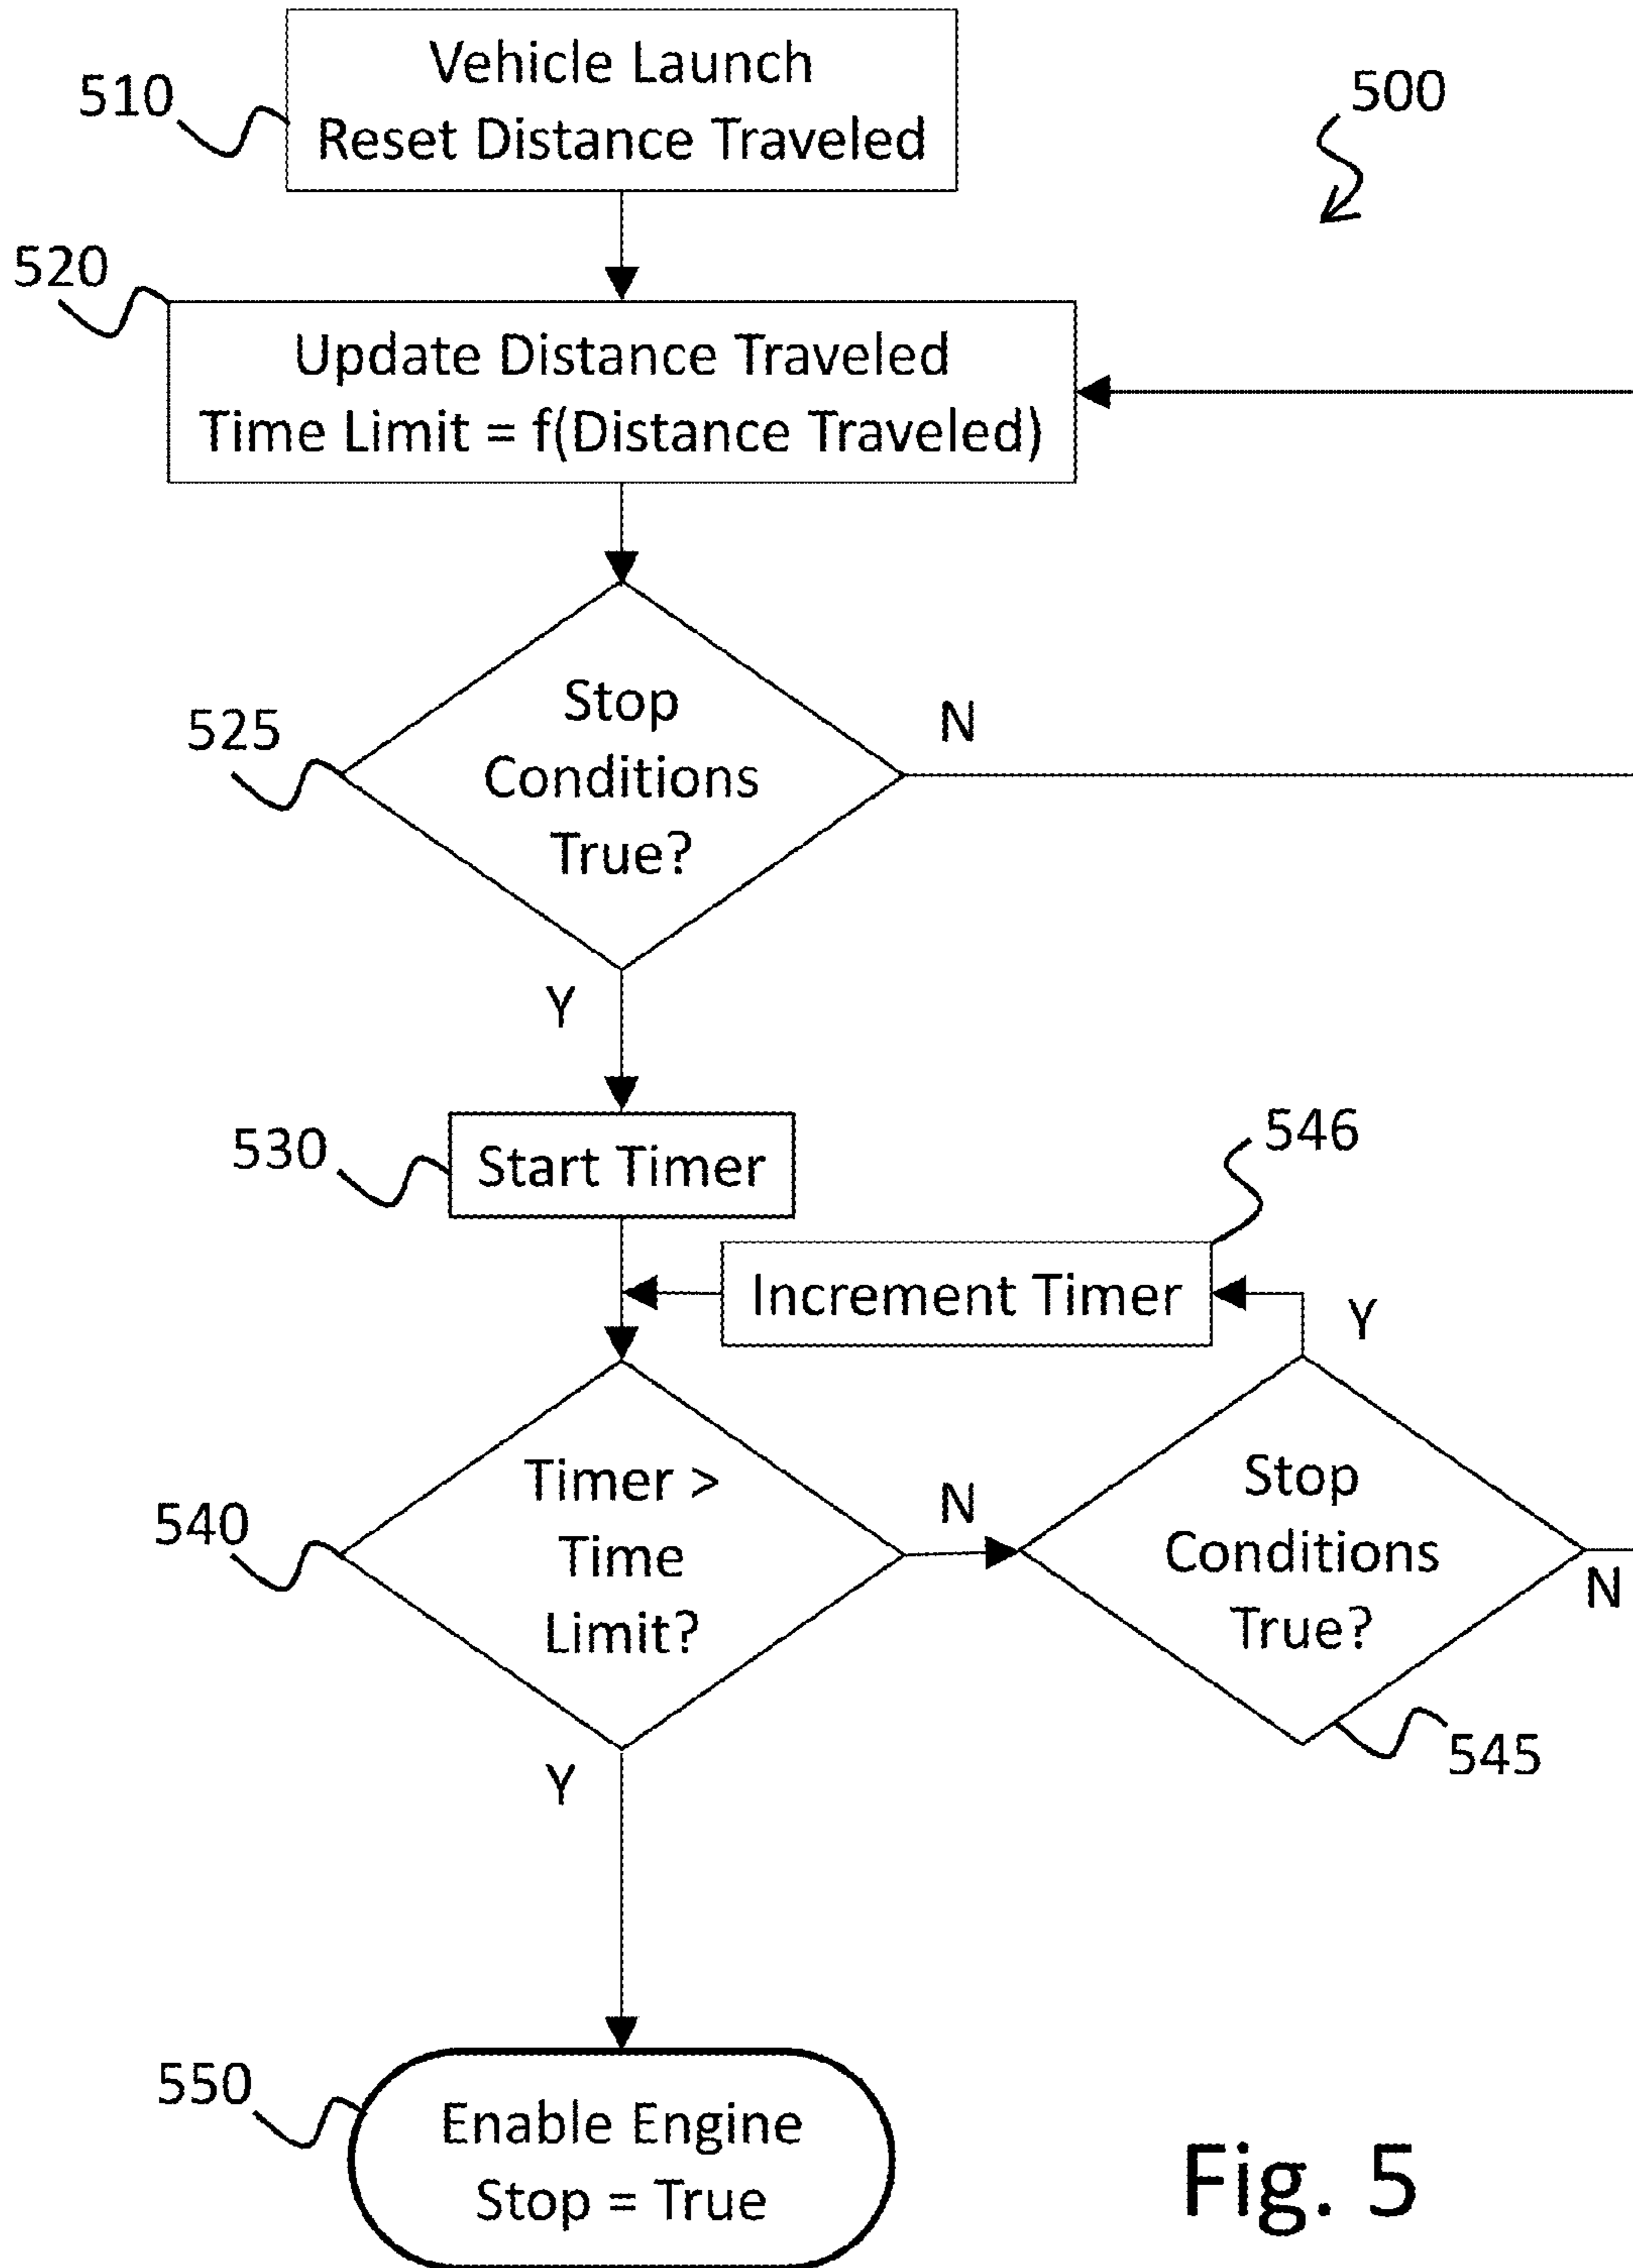 510
Vehicle Launch
Reset Distance Traveled
500
520
Update Distance Traveled
Time Limit = f(Distance Traveled)
525
Stop
Conditions
True?
N
Y
530
Start Timer
546
Increment Timer
Y
540
Timer >
Time
Limit?
N
Stop
Conditions
True?
N
545
Y
550
Enable Engine
Stop = True
Fig. 5